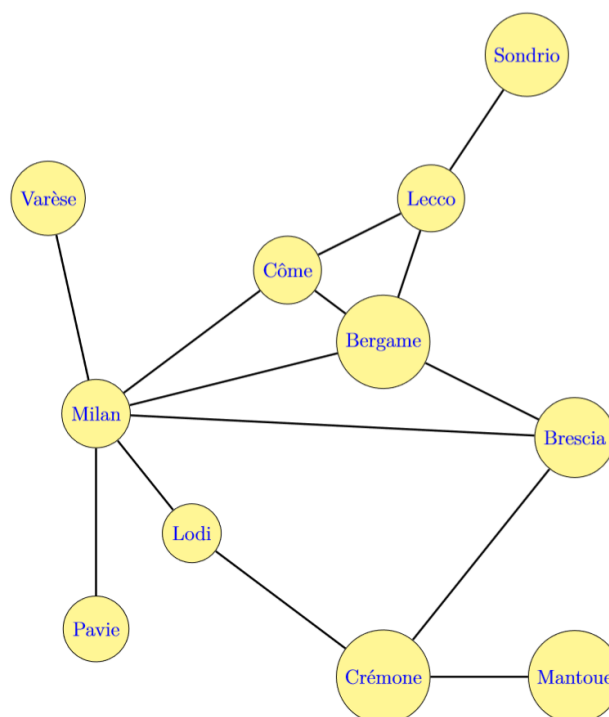 Sondrio
Varèse
Lecco
Côme
Bergame
Milan
Brescia
Lodi
Pavie
Crémone
Mantoue